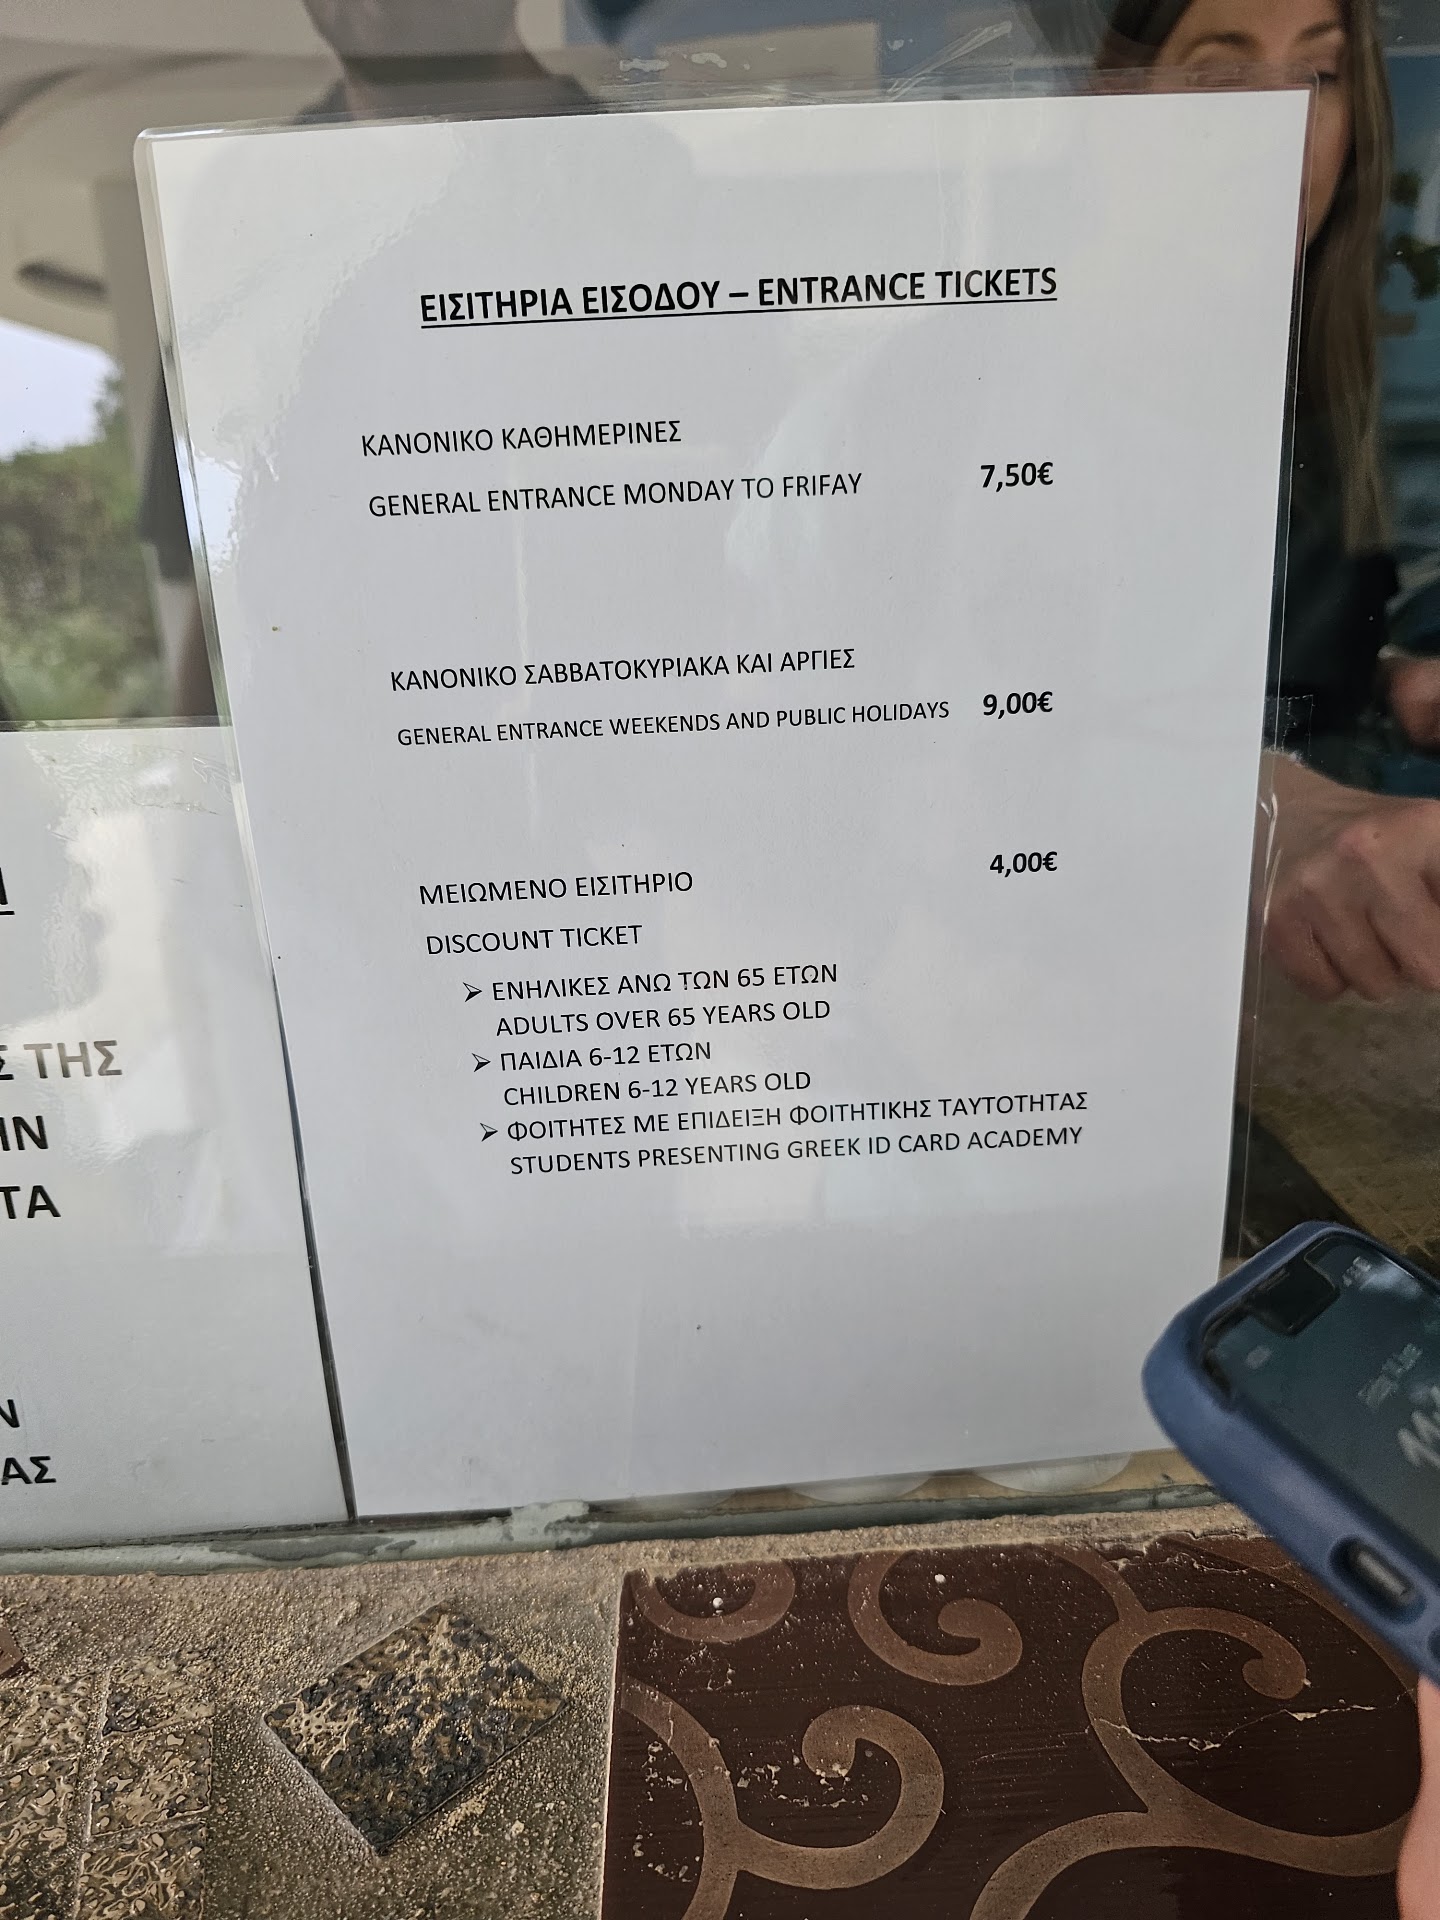 ΕΙΣΙΤΗΡΙΑ ΕΙΣΟΔΟΥ – ENTRANCE TICKETS
ΚΑΝΟΝΙΚΟ ΚΑΘΗΜΕΡΙΝΕΣ
GENERAL ENTRANCE MONDAY TO FRIFAY 7,50€
ΚΑΝΟΝΙΚΟ ΣΑΒΒΑΤΟΚΥΡΙΑΚΑ ΚΑΙ ΑΡΓΙΕΣ
GENERAL ENTRANCE WEEKENDS AND PUBLIC HOLIDAYS 9,00€
ΜΕΙΩΜΕΝΟ ΕΙΣΙΤΗΡΙΟ 4,00€
DISCOUNT TICKET
➢ ΕΝΗΛΙΚΕΣ ΑΝΩ ΤΩΝ 65 ΕΤΩΝ
ADULTS OVER 65 YEARS OLD
➢ ΠΑΙΔΙΑ 6-12 ΕΤΩΝ
CHILDREN 6-12 YEARS OLD
➢ ΦΟΙΤΗΤΕΣ ΜΕ ΕΠΙΔΕΙΞΗ ΦΟΙΤΗΤΙΚΗΣ ΤΑΥΤΟΤΗΤΑΣ
STUDENTS PRESENTING GREEK ID CARD ACADEMY
ΤΗΣ